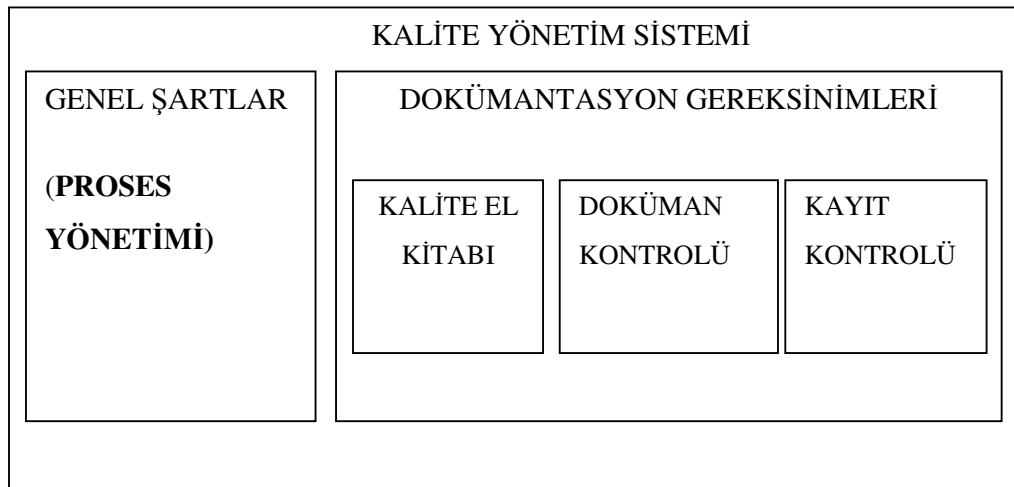 KALİTE YÖNETİM SİSTEMİ
GENEL ŞARTLAR
(PROSES
YÖNETİMİ)
DOKÜMANTASYON GEREKSİNİMLERİ
KALİTE EL
KİTABI
DOKÜMAN
KONTROLÜ
KAYIT
KONTROLÜ